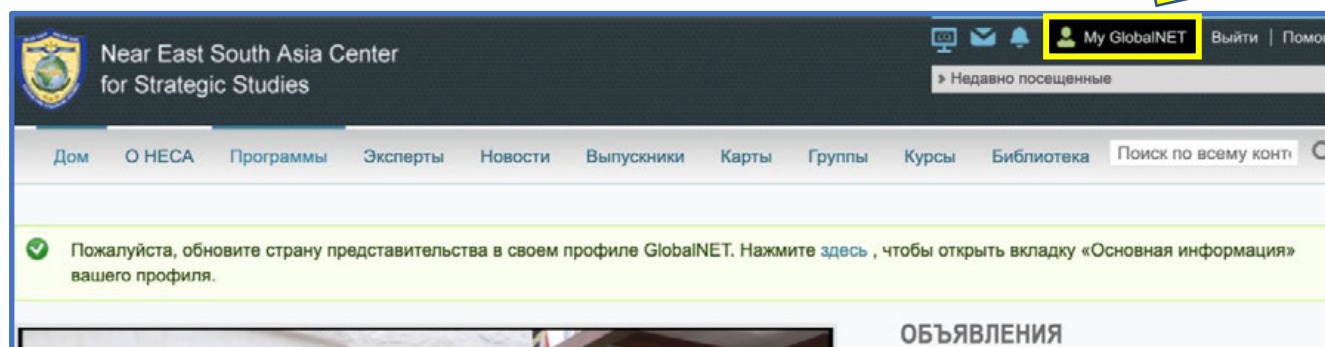 Near East South Asia Center
for Strategic Studies
My GlobalNET Выйти | Помо
Недавно посещенные
Дом О НЕСА Программы Эксперты Новости Выпускники Карты Группы Курсы Библиотека Поиск по всему конт
Пожалуйста, обновите страну представительства в своем профиле GlobalNET. Нажмите здесь , чтобы открыть вкладку «Основная информация»
вашего профиля.
ОБЪЯВЛЕНИЯ